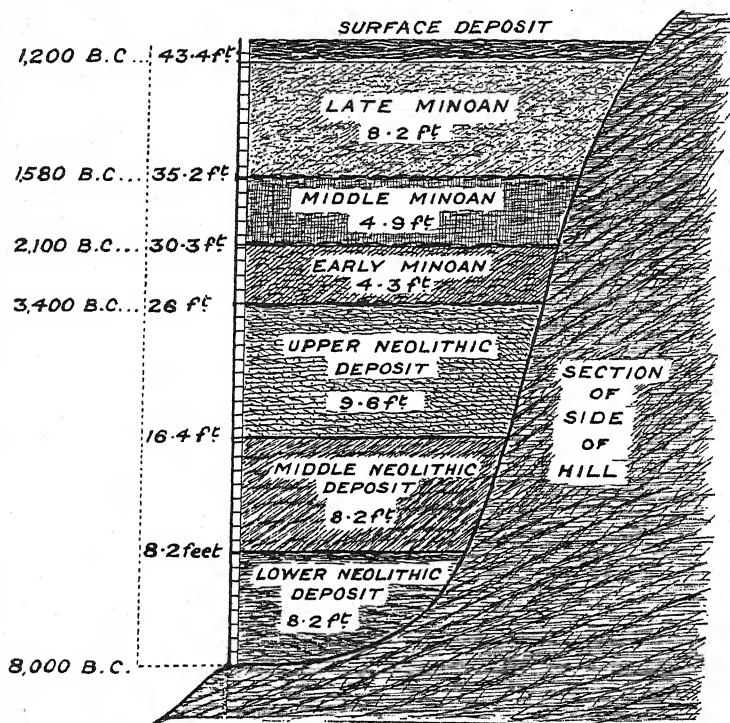 SURFACE DEPOSIT
1,200 B.C... 43.4ft
LATE MINOAN
8.2 ft
1,580 B.C... 35.2ft
MIDDLE MINOAN
4.9 ft
2,100 B.C... 30.3ft
EARLY MINOAN
4.3 ft
3,400 B.C... 26 ft
UPPER NEOLITHIC
DEPOSIT
9.6 ft
16.4 ft
MIDDLE NEOLITHIC
DEPOSIT
8.2 ft
8.2 feet
LOWER NEOLITHIC
DEPOSIT
8.2 ft
8,000 B.C.
SECTION
OF
SIDE
OF
HILL